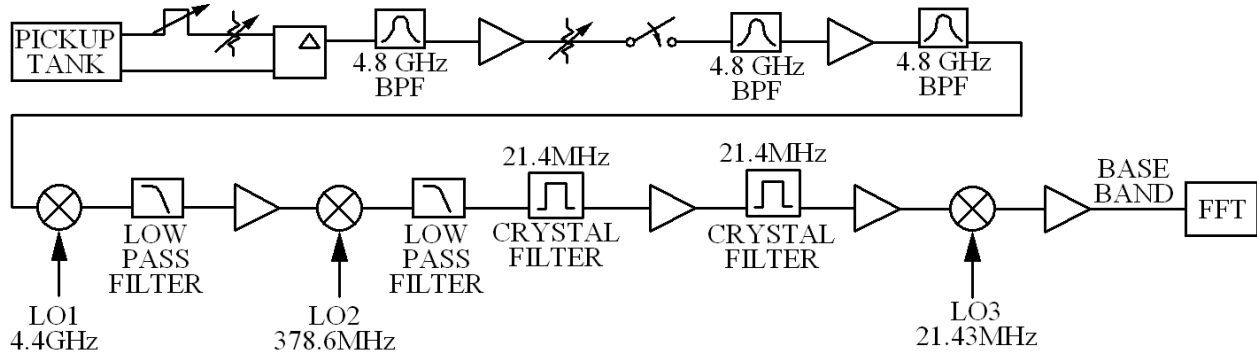 PICKUP
TANK
Δ
4.8 GHz
BPF
4.8 GHz
BPF
4.8 GHz
BPF
21.4MHz
21.4MHz
BASE
BAND
FFT
LOW
PASS
FILTER
LOW
PASS
FILTER
CRYSTAL
FILTER
CRYSTAL
FILTER
LO1
4.4GHz
LO2
378.6MHz
LO3
21.43MHz